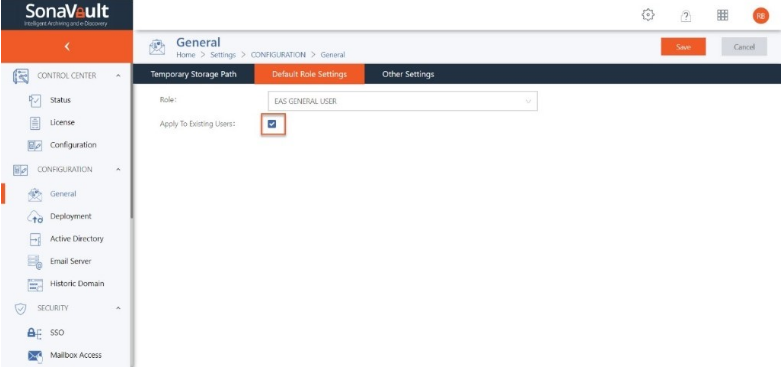 SonaVault
Intelligent Archiving and e-Discovery
?
RB
General
Home > Settings > CONFIGURATION > General
Save
Cancel
CONTROL CENTER
Status
License
Configuration
CONFIGURATION
General
Deployment
Active Directory
Email Server
Historic Domain
SECURITY
SSO
Mailbox Access
Temporary Storage Path
Default Role Settings
Other Settings
Role:
EAS GENERAL USER
Apply To Existing Users: